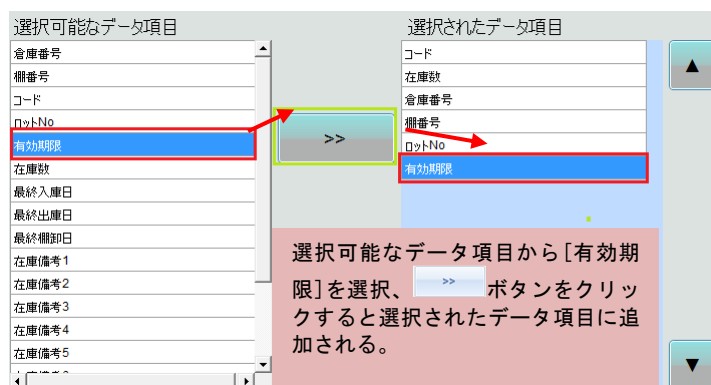 選択可能なデータ項目
倉庫番号
棚番号
コード
ロットNo
有効期限
在庫数
最終入庫日
最終出庫日
最終棚卸日
在庫備考1
在庫備考2
在庫備考3
在庫備考4
在庫備考5
>>
選択されたデータ項目
コード
在庫数
倉庫番号
棚番号
ロットNo
有効期限
▲
▼
選択可能なデータ項目から[有効期
限]を選択、 >> ボタンをクリッ
クすると選択されたデータ項目に追
加される。